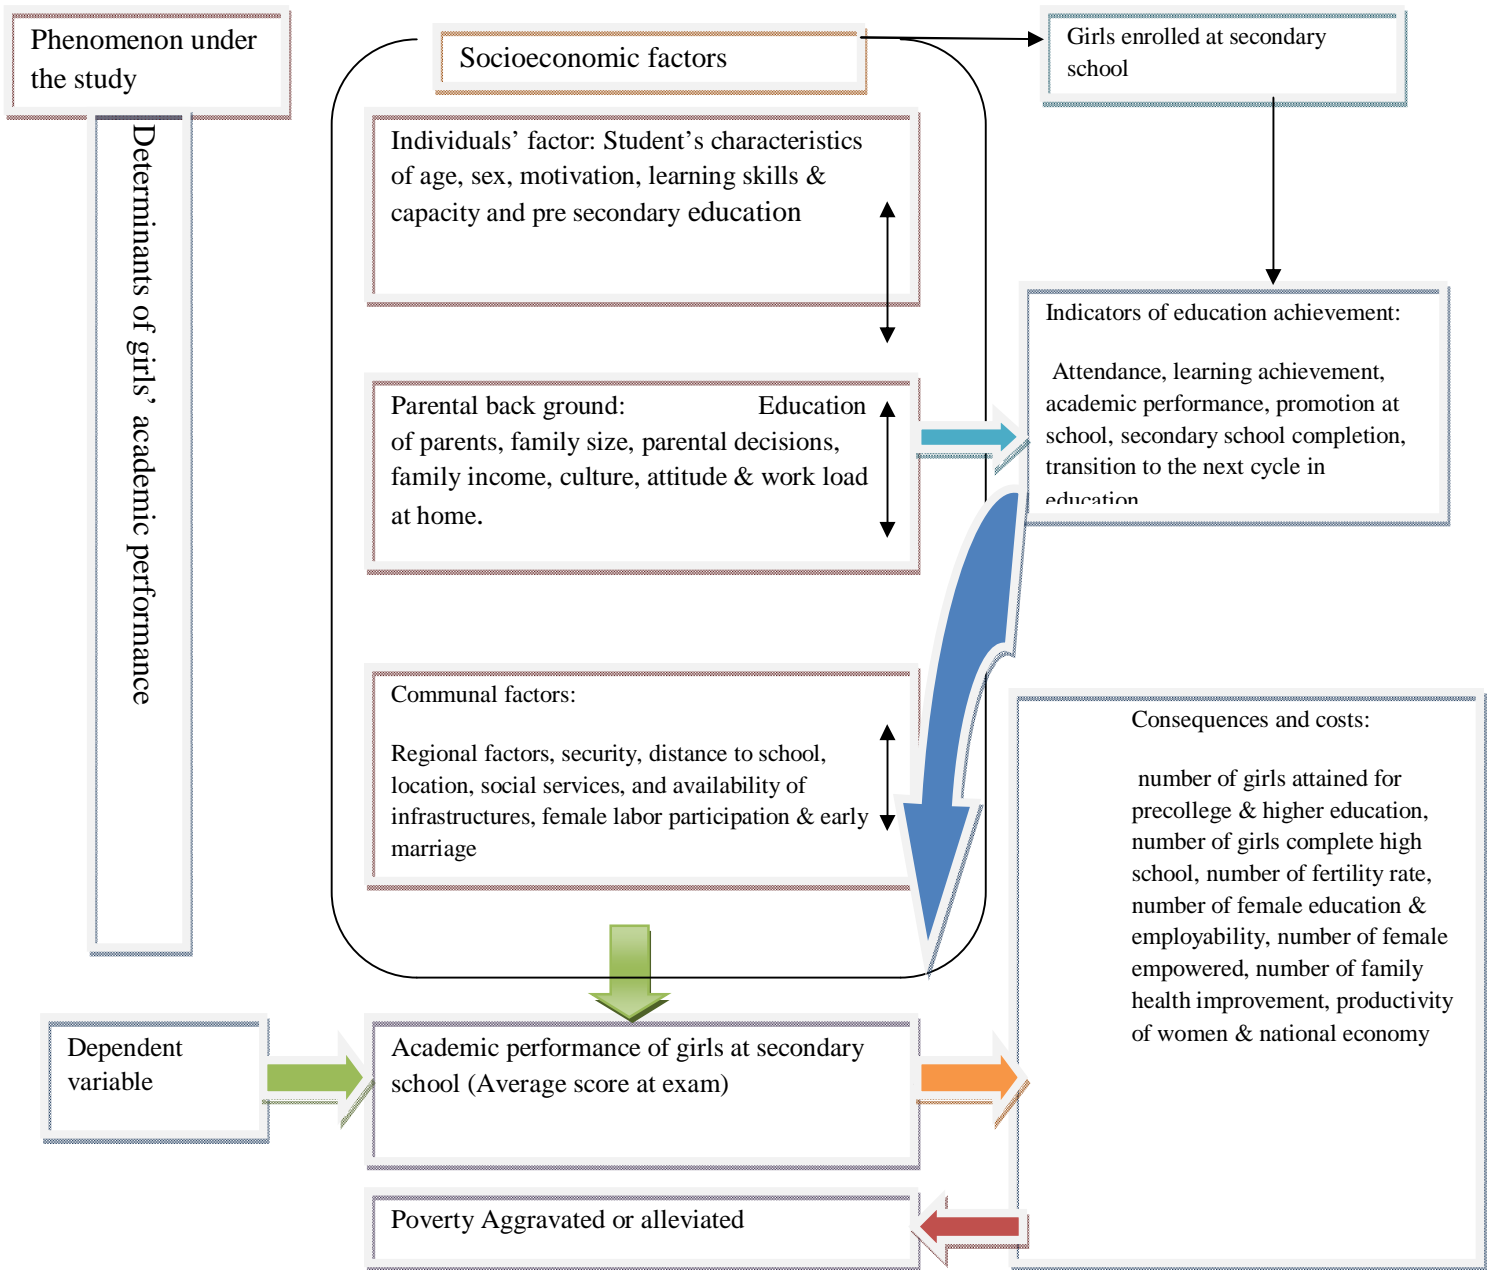 Phenomenon under
the study
Determinants of girls’ academic performance
Socioeconomic factors
Girls enrolled at secondary
school
Individuals’ factor: Student’s characteristics
of age, sex, motivation, learning skills &
capacity and pre secondary education
Parental back ground: Education
of parents, family size, parental decisions,
family income, culture, attitude & work load
at home.
Indicators of education achievement:
Attendance, learning achievement,
academic performance, promotion at
school, secondary school completion,
transition to the next cycle in
education
Communal factors:
Regional factors, security, distance to school,
location, social services, and availability of
infrastructures, female labor participation & early
marriage
Consequences and costs:
number of girls attained for
precollege & higher education,
number of girls complete high
school, number of fertility rate,
number of female education &
employability, number of female
empowered, number of family
health improvement, productivity
of women & national economy
Dependent
variable
Academic performance of girls at secondary
school (Average score at exam)
Poverty Aggravated or alleviated